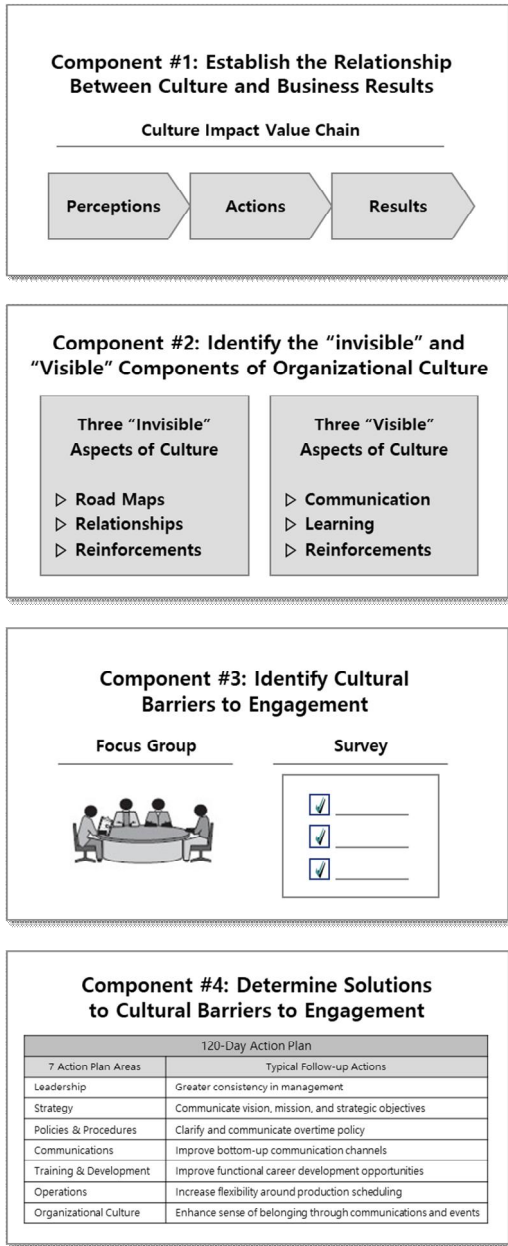 Component #1: Establish the Relationship
Between Culture and Business Results
Culture Impact Value Chain
Perceptions
Actions
Results
Component #2: Identify the “invisible” and
“Visible” Components of Organizational Culture
Three “Invisible”
Aspects of Culture
Road Maps
Relationships
Reinforcements
Three “Visible”
Aspects of Culture
Communication
Learning
Reinforcements
Component #3: Identify Cultural
Barriers to Engagement
Focus Group
Survey
Component #4: Determine Solutions
to Cultural Barriers to Engagement
120-Day Action Plan
7 Action Plan Areas Typical Follow-up Actions
Leadership Greater consistency in management
Strategy Communicate vision, mission, and strategic objectives
Policies & Procedures Clarify and communicate overtime policy
Communications Improve bottom-up communication channels
Training & Development Improve functional career development opportunities
Operations Increase flexibility around production scheduling
Organizational Culture Enhance sense of belonging through communications and events